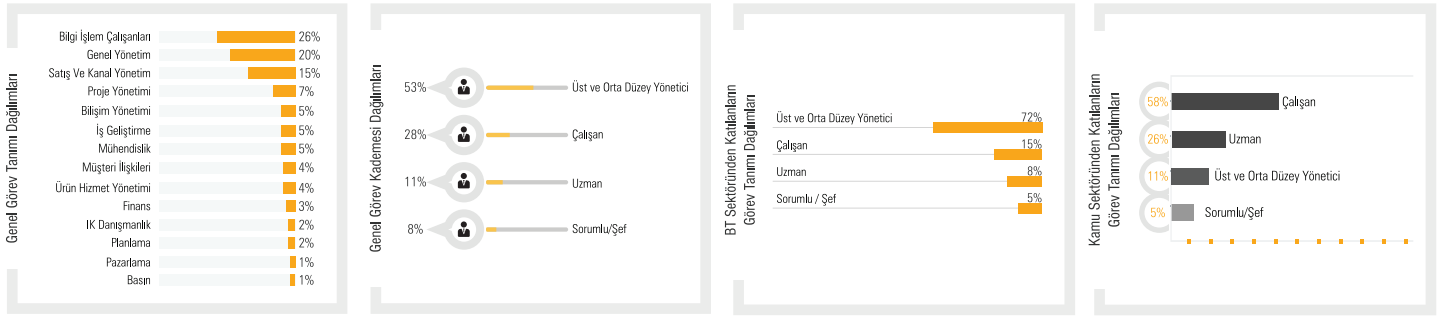 Genel Görev Tanımı Dağılımları
Bilgi İşlem Çalışanları 26%
Genel Yönetim 20%
Satış Ve Kanal Yönetim 15%
Proje Yönetimi 7%
Bilişim Yönetimi 5%
İş Geliştirme 5%
Mühendislik 5%
Müşteri İlişkileri 4%
Ürün Hizmet Yönetimi 4%
Finans 3%
IK Danışmanlık 2%
Planlama 2%
Pazarlama 1%
Basın 1%
Genel Görev Kademesi Dağılımları
53% Üst ve Orta Düzey Yönetici
28% Çalışan
11% Uzman
8% Sorumlu/Şef
BT Sektöründen Katılanların
Görev Tanımı Dağılımları
Üst ve Orta Düzey Yönetici 72%
Çalışan 15%
Uzman 8%
Sorumlu / Şef 5%
Kamu Sektöründen Katılanların
Görev Tanımı Dağılımları
58% Çalışan
26% Uzman
11% Üst ve Orta Düzey Yönetici
5% Sorumlu/Şef